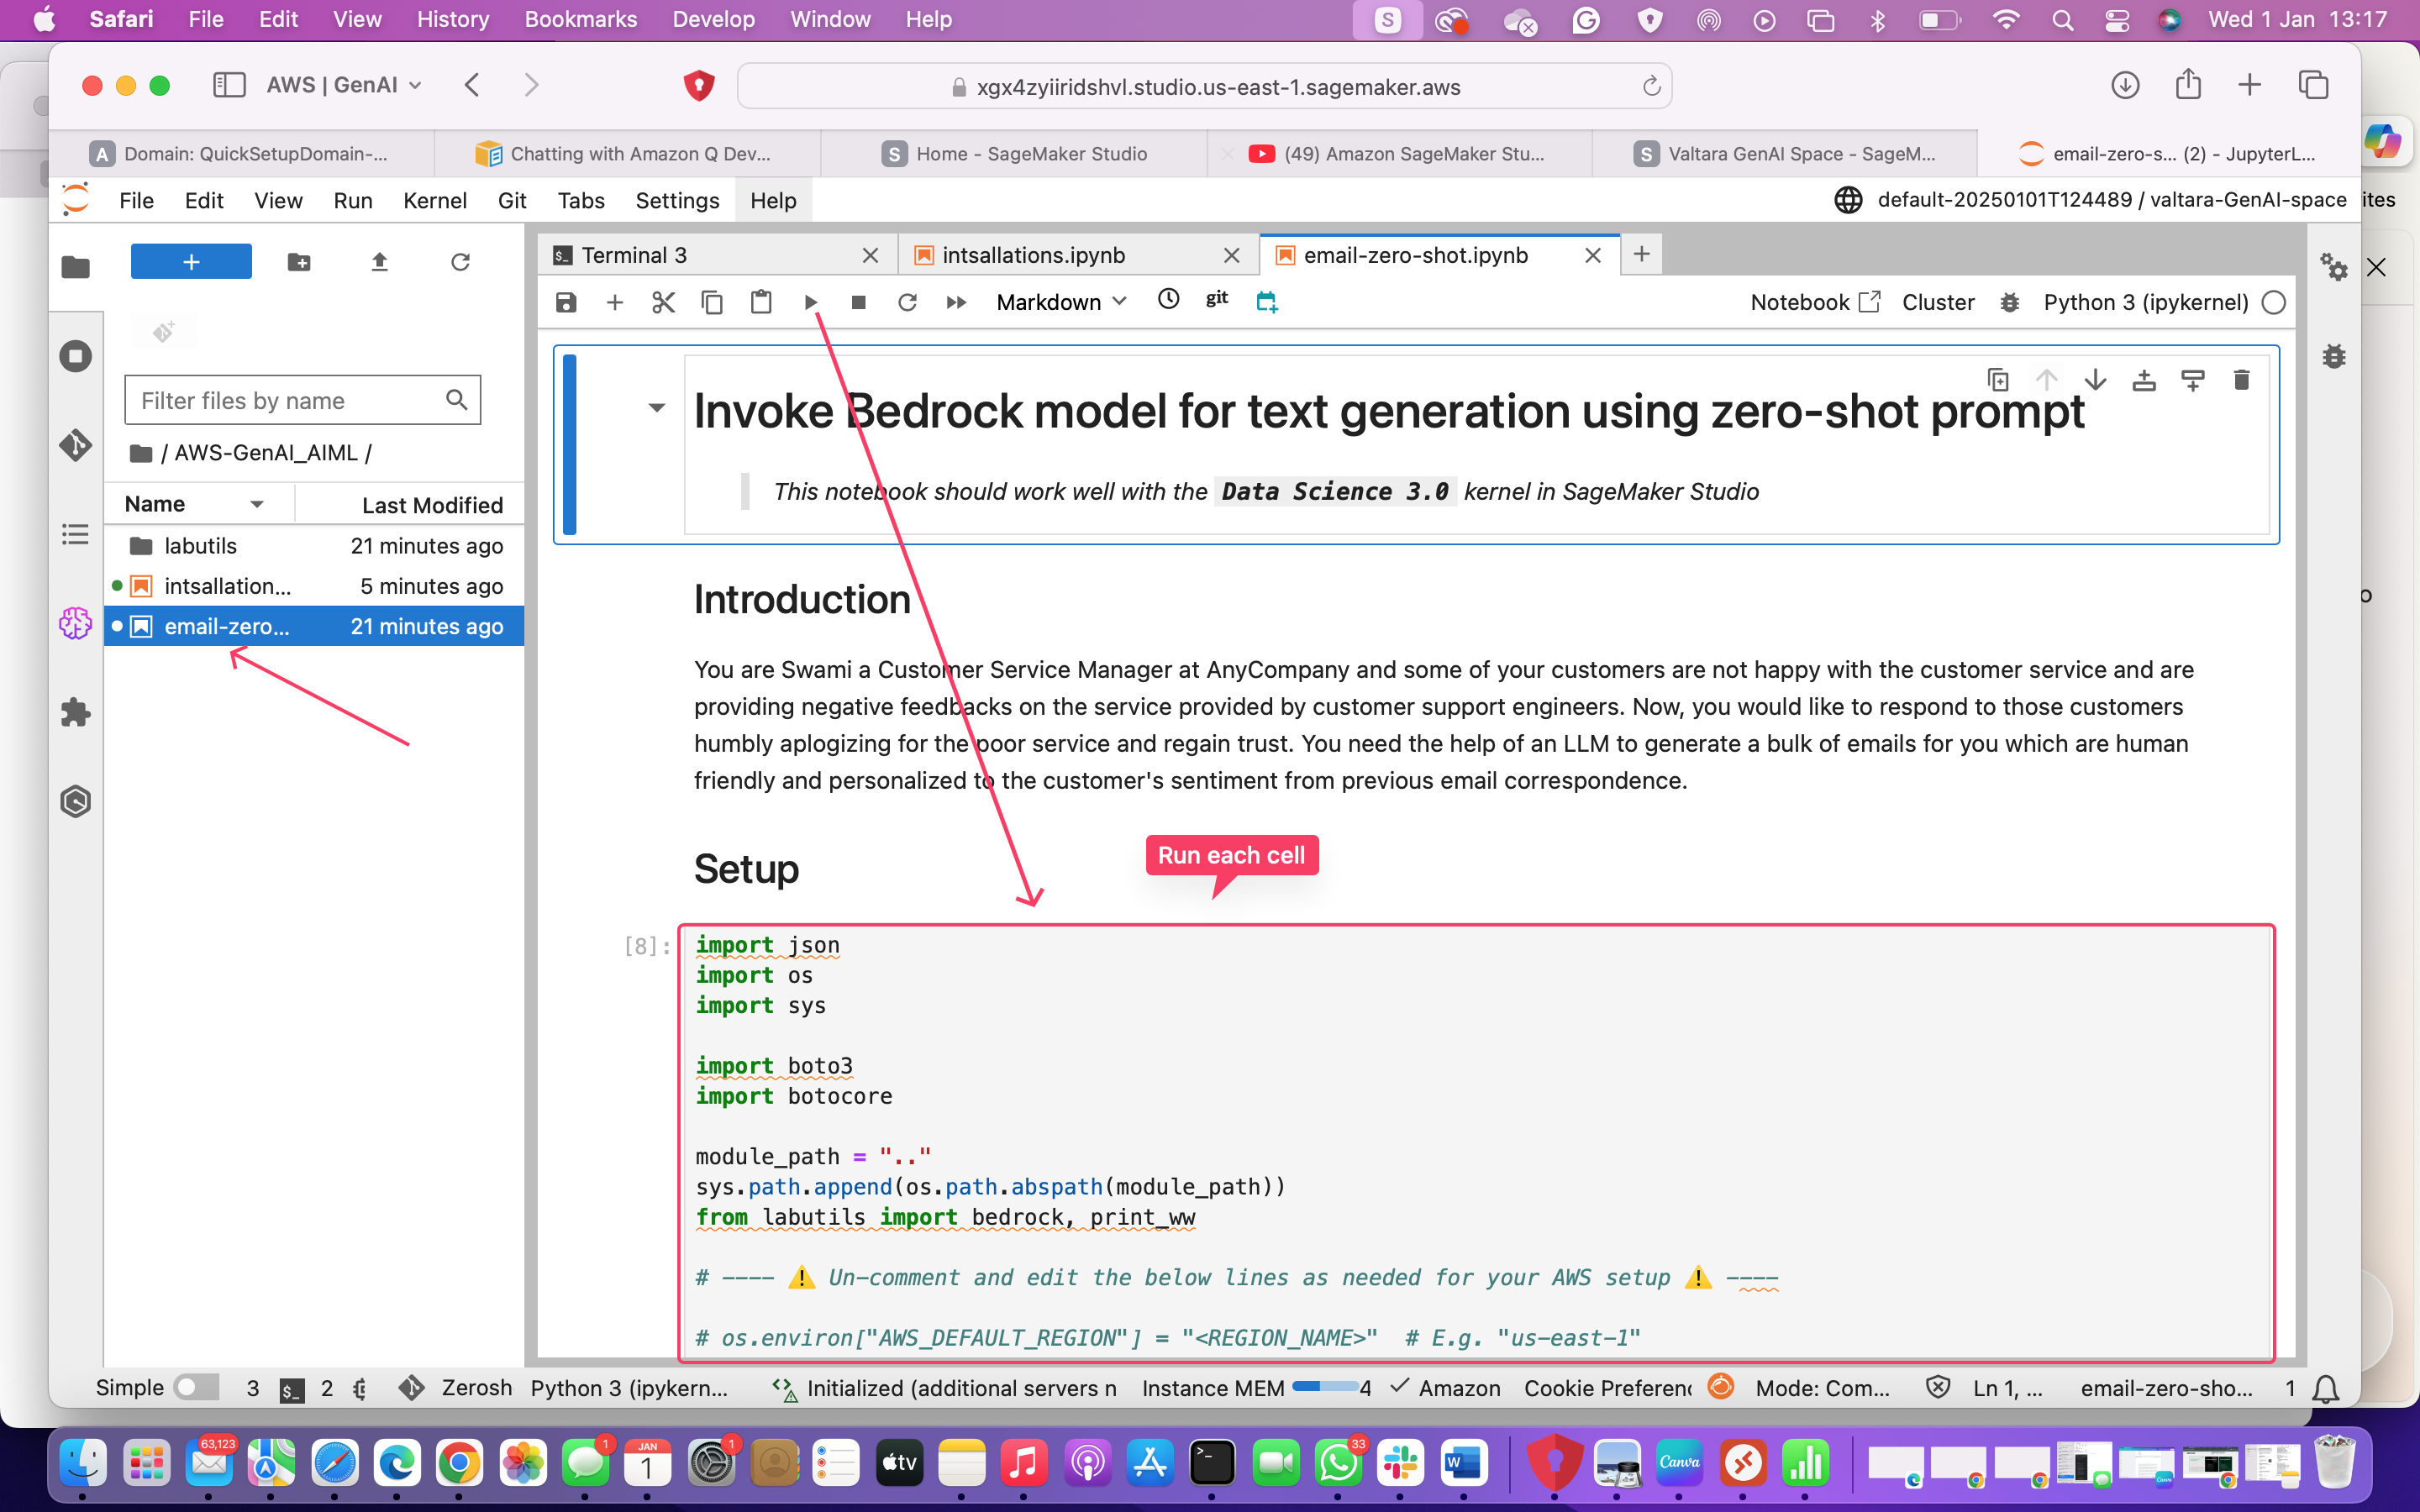 Safari File Edit View History Bookmarks Develop Window Help S Wed 1 Jan 13:17
AWS | GenAI xgx4zyiiridshvl.studio.us-east-1.sagemaker.aws
A Domain: QuickSetupDomain-... Chatting with Amazon Q Dev... S Home - SageMaker Studio (49) Amazon SageMaker Stu... S Valtara GenAI Space - SageM... email-zero-s... (2) - JupyterL...
File Edit View Run Kernel Git Tabs Settings Help default-20250101T124489 / valtara-GenAI-space ites
+ Terminal 3 intsallations.ipynb email-zero-shot.ipynb
Markdown git Notebook Cluster Python 3 (ipykernel)
Filter files by name
/ AWS-GenAI_AIML /
Name Last Modified
labutils 21 minutes ago
intsallation... 5 minutes ago
email-zero... 21 minutes ago
Invoke Bedrock model for text generation using zero-shot prompt
This notebook should work well with the Data Science 3.0 kernel in SageMaker Studio
Introduction
You are Swami a Customer Service Manager at AnyCompany and some of your customers are not happy with the customer service and are
providing negative feedbacks on the service provided by customer support engineers. Now, you would like to respond to those customers
humbly aplogizing for the poor service and regain trust. You need the help of an LLM to generate a bulk of emails for you which are human
friendly and personalized to the customer's sentiment from previous email correspondence.
Run each cell
Setup
[8]: import json
import os
import sys
import boto3
import botocore
module_path = ".."
sys.path.append(os.path.abspath(module_path))
from labutils import bedrock, print_ww
# ---- ⚠️ Un-comment and edit the below lines as needed for your AWS setup ⚠️ ----
# os.environ["AWS_DEFAULT_REGION"] = "<REGION_NAME>"  # E.g. "us-east-1"
Simple 3 $_ 2 Zerosh Python 3 (ipykern... Initialized (additional servers n Instance MEM 4 Amazon Cookie Preferenc Mode: Com... Ln 1, ... email-zero-sho... 1
63,123 1 JAN 1 1 tv 33 W Canva